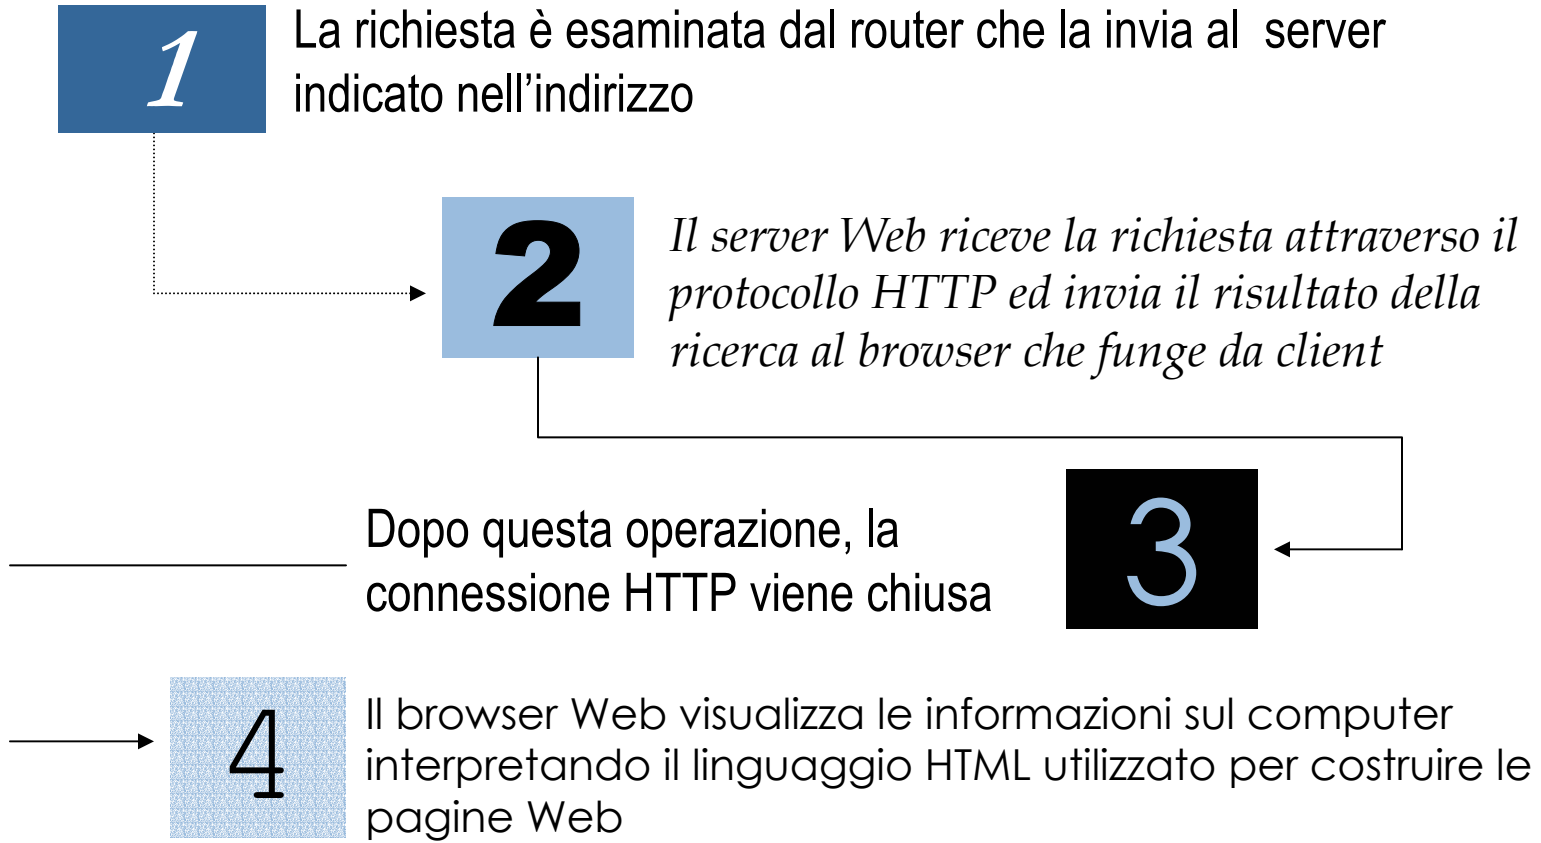 1
La richiesta è esaminata dal router che la invia al  server
indicato nell’indirizzo
2
Il server Web riceve la richiesta attraverso il
protocollo HTTP ed invia il risultato della
ricerca al browser che funge da client
3
Dopo questa operazione, la
connessione HTTP viene chiusa
4
Il browser Web visualizza le informazioni sul computer
interpretando il linguaggio HTML utilizzato per costruire le
pagine Web